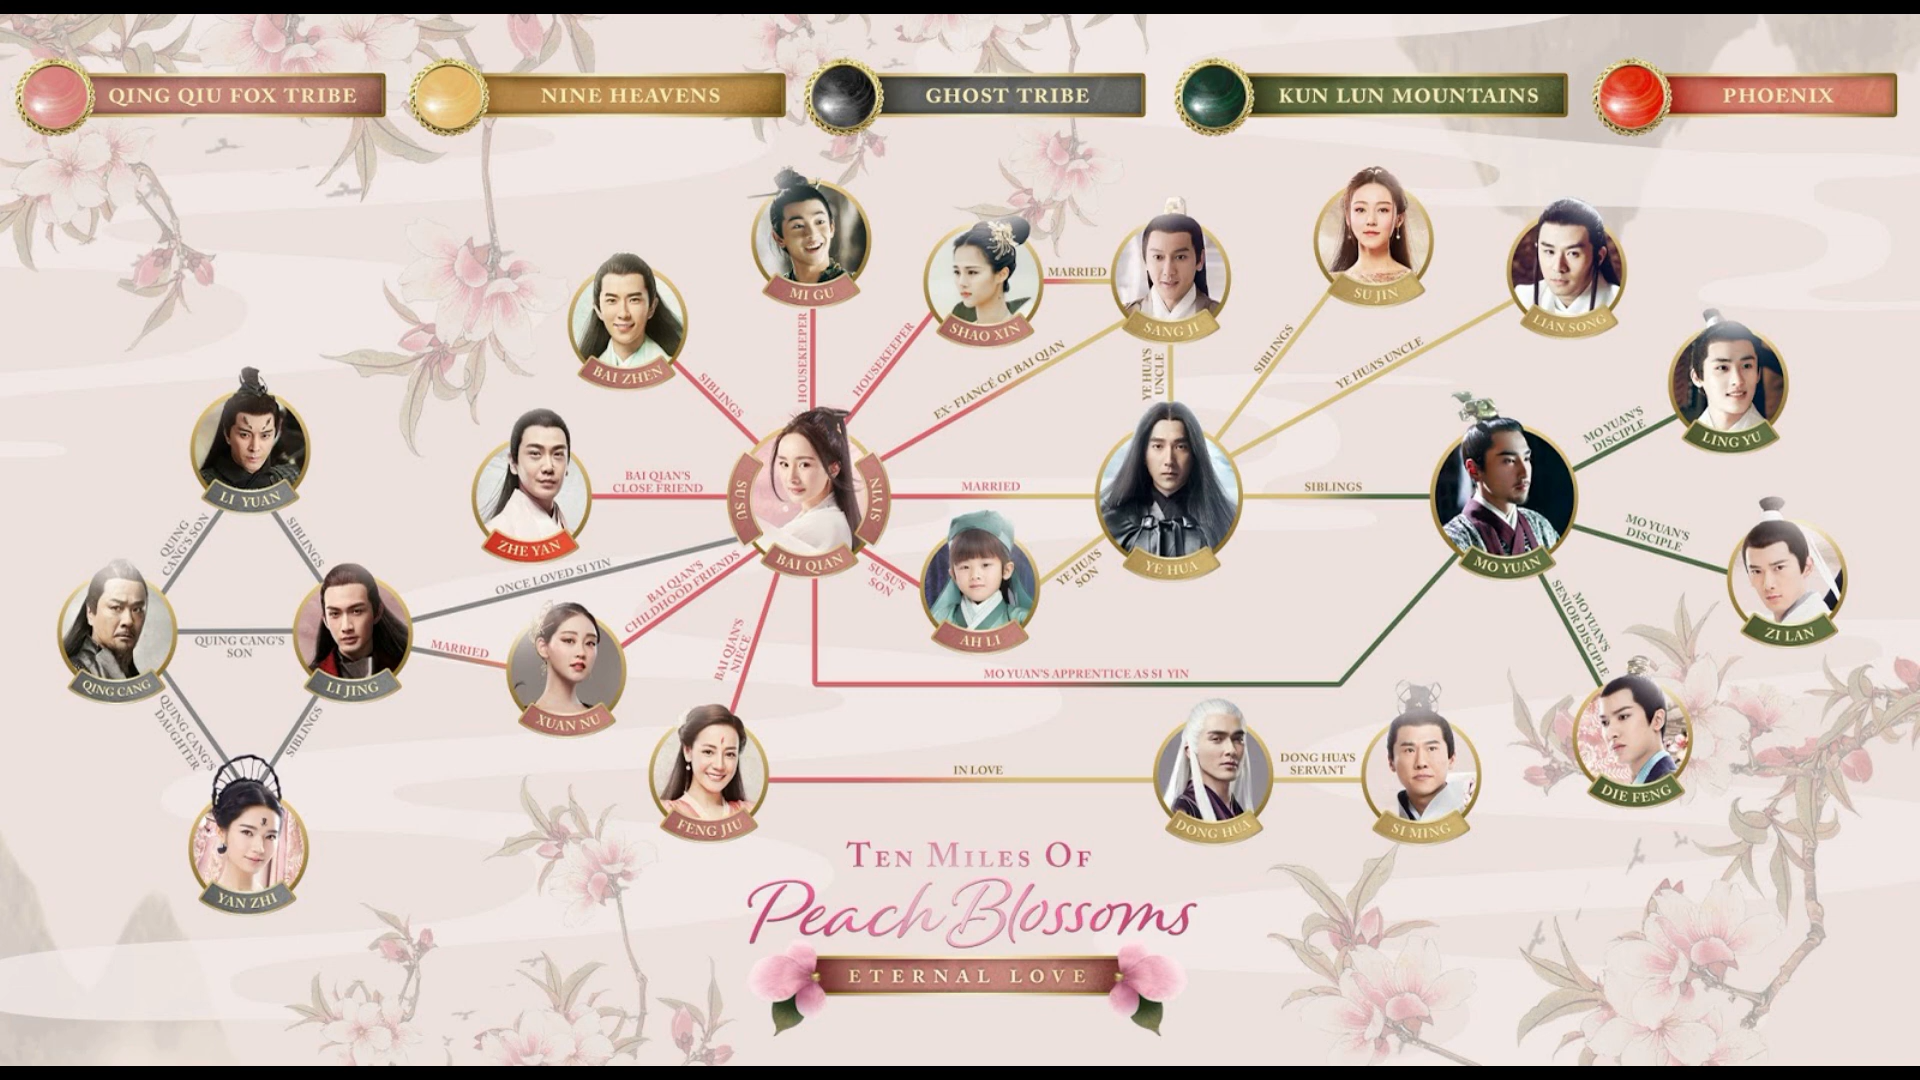 QING QIU FOX TRIBE
NINE HEAVENS
GHOST TRIBE
KUN LUN MOUNTAINS
PHOENIX
MI GU
SHAO XIN
MARRIED
SANG JI
SU JIN
LIAN SONG
BAI ZHEN
SIBLINGS
HOUSEKEEPER
HOUSEKEEPER
EX- FIANCÉ OF BAI QIAN
YE HUA'S
UNCLE
SIBLINGS
YE HUA'S UNCLE
LING YU
MO YUAN'S
DISCIPLE
LI YUAN
ZHE YAN
BAI QIAN'S
CLOSE FRIEND
SU SU
SI YIN
BAI QIAN
MARRIED
YE HUA
SIBLINGS
MO YUAN
MO YUAN'S
DISCIPLE
ZI LAN
QUING
CANG'S SON
SIBLINGS
ONCE LOVED SI YIN
BAI QIAN'S
CHILDHOOD FRIENDS
SU SU'S
SON
AH LI
YE HUA'S
SON
MO YUAN'S
SENIOR DISCIPLE
QING CANG
QUING CANG'S
SON
LI JING
MARRIED
XUAN NU
BAI QIAN'S
NIECE
MO YUAN'S APPRENTICE AS SI YIN
QUING CANG'S
DAUGHTER
SIBLINGS
FENG JIU
IN LOVE
DONG HUA
DONG HUA'S
SERVANT
SI MING
DIE FENG
YAN ZHI
TEN MILES OF
Peach Blossoms
ETERNAL LOVE